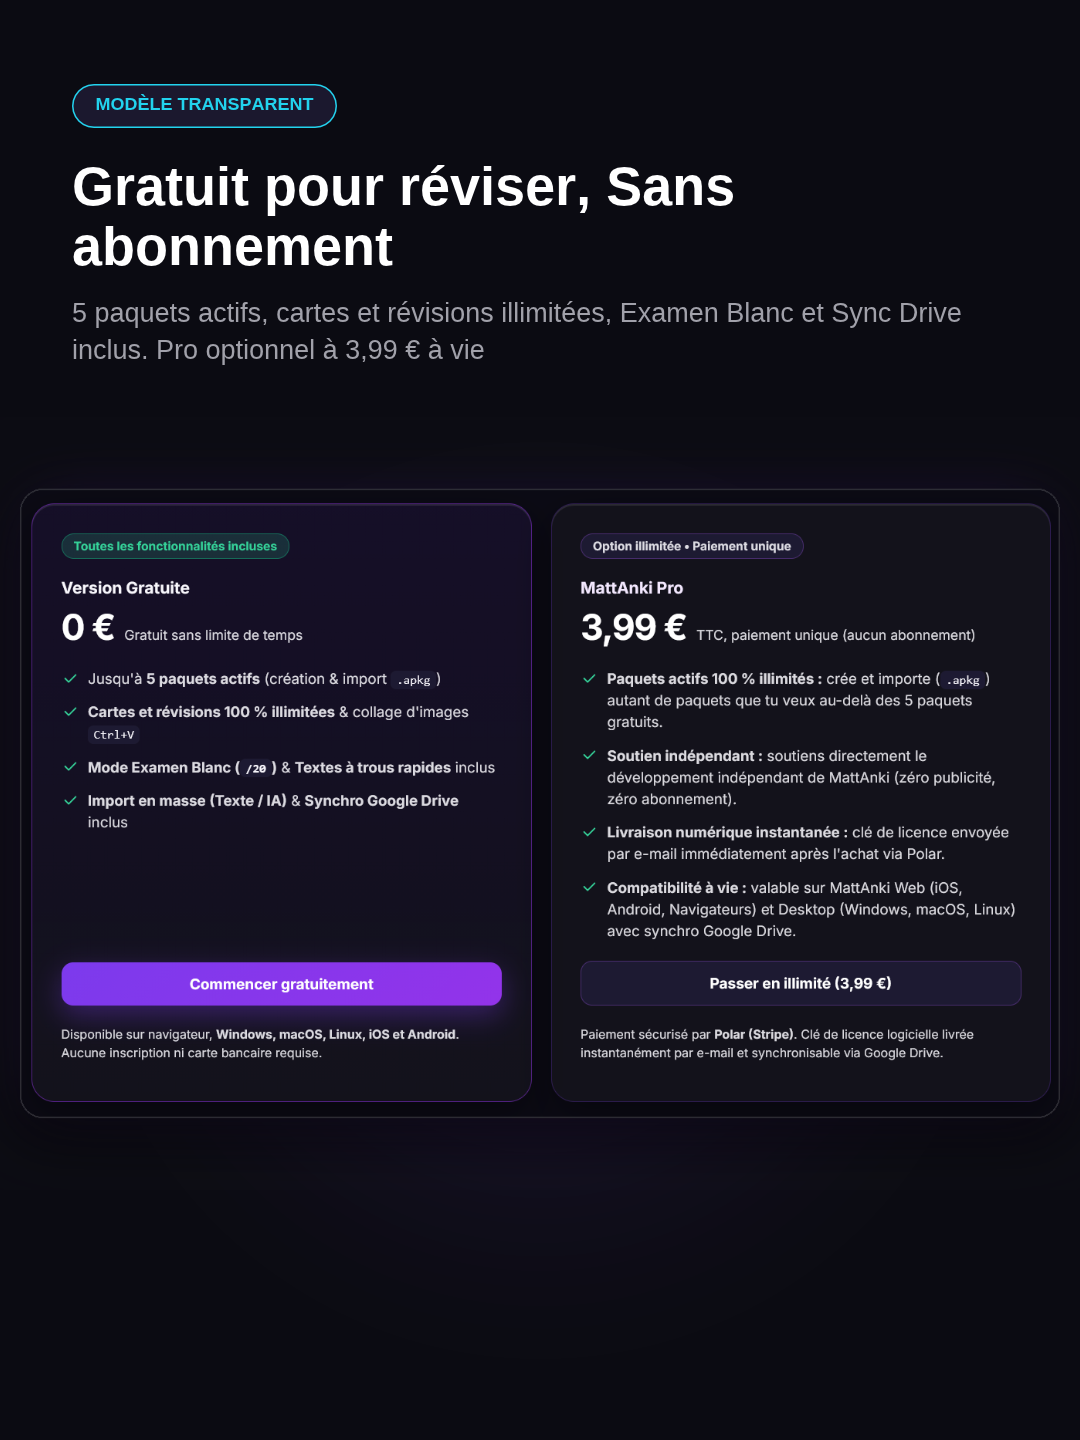 MODÈLE TRANSPARENT
Gratuit pour réviser, Sans
abonnement
5 paquets actifs, cartes et révisions illimitées, Examen Blanc et Sync Drive
inclus. Pro optionnel à 3,99 € à vie
Toutes les fonctionnalités incluses
Version Gratuite
0 € Gratuit sans limite de temps
Jusqu'à 5 paquets actifs (création & import .apkg )
Cartes et révisions 100 % illimitées & collage d'images
Ctrl+V
Mode Examen Blanc ( /20 ) & Textes à trous rapides inclus
Import en masse (Texte / IA) & Synchro Google Drive
inclus
Commencer gratuitement
Disponible sur navigateur, Windows, macOS, Linux, iOS et Android.
Aucune inscription ni carte bancaire requise.
Option illimitée • Paiement unique
MattAnki Pro
3,99 € TTC, paiement unique (aucun abonnement)
Paquets actifs 100 % illimités : crée et importe ( .apkg )
autant de paquets que tu veux au-delà des 5 paquets
gratuits.
Soutien indépendant : soutiens directement le
développement indépendant de MattAnki (zéro publicité,
zéro abonnement).
Livraison numérique instantanée : clé de licence envoyée
par e-mail immédiatement après l'achat via Polar.
Compatibilité à vie : valable sur MattAnki Web (iOS,
Android, Navigateurs) et Desktop (Windows, macOS, Linux)
avec synchro Google Drive.
Passer en illimité (3,99 €)
Paiement sécurisé par Polar (Stripe). Clé de licence logicielle livrée
instantanément par e-mail et synchronisable via Google Drive.